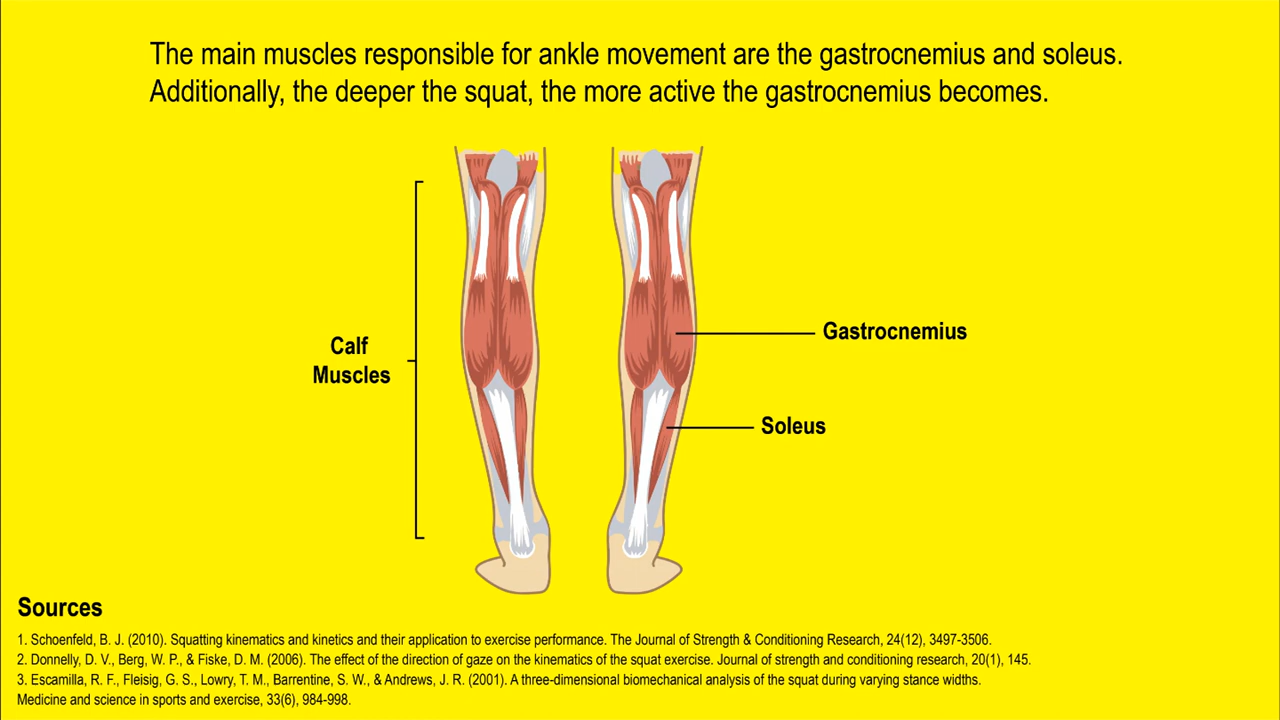 The main muscles responsible for ankle movement are the gastrocnemius and soleus.
Additionally, the deeper the squat, the more active the gastrocnemius becomes.
Calf
Muscles
Gastrocnemius
Soleus
Sources
1. Schoenfeld, B. J. (2010). Squatting kinematics and kinetics and their application to exercise performance. The Journal of Strength & Conditioning Research, 24(12), 3497-3506.
2. Donnelly, D. V., Berg, W. P., & Fiske, D. M. (2006). The effect of the direction of gaze on the kinematics of the squat exercise. Journal of strength and conditioning research, 20(1), 145.
3. Escamilla, R. F., Fleisig, G. S., Lowry, T. M., Barrentine, S. W., & Andrews, J. R. (2001). A three-dimensional biomechanical analysis of the squat during varying stance widths.
Medicine and science in sports and exercise, 33(6), 984-998.